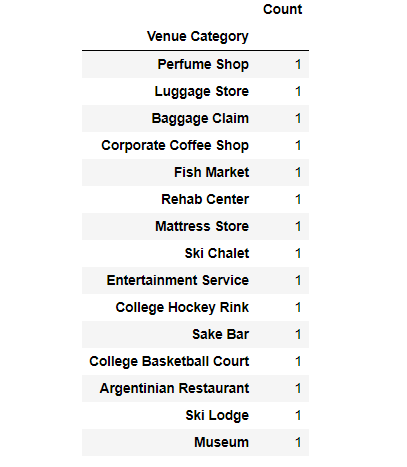 Count
Venue Category
Perfume Shop 1
Luggage Store 1
Baggage Claim 1
Corporate Coffee Shop 1
Fish Market 1
Rehab Center 1
Mattress Store 1
Ski Chalet 1
Entertainment Service 1
College Hockey Rink 1
Sake Bar 1
College Basketball Court 1
Argentinian Restaurant 1
Ski Lodge 1
Museum 1